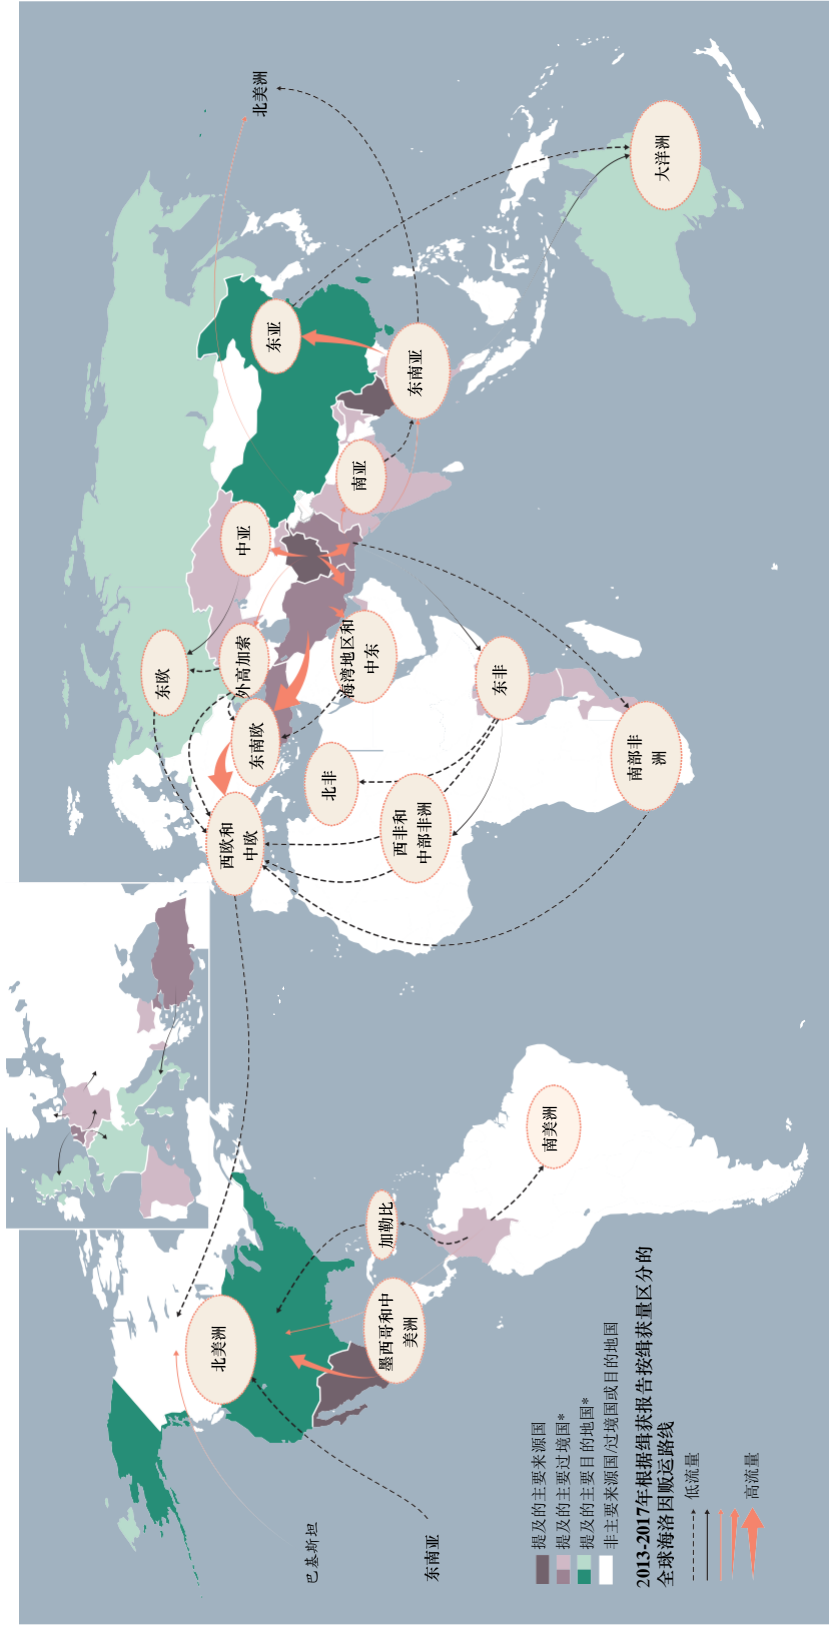 北美洲
大洋洲
东亚
东南亚
南亚
中亚
东欧
外高加索
海湾地区和
中东
东南欧
东非
南部非
洲
北非
西非和
中部非洲
西欧和
中欧
南美洲
加勒比
墨西哥和中
美洲
北美洲
巴基斯坦
东南亚
提及的主要来源国
提及的主要过境国*
提及的主要目的地国*
非主要来源国/过境国或目的地国
2013-2017年根据缉获报告按缉获量区分的
全球海洛因贩运路线
低流量
高流量